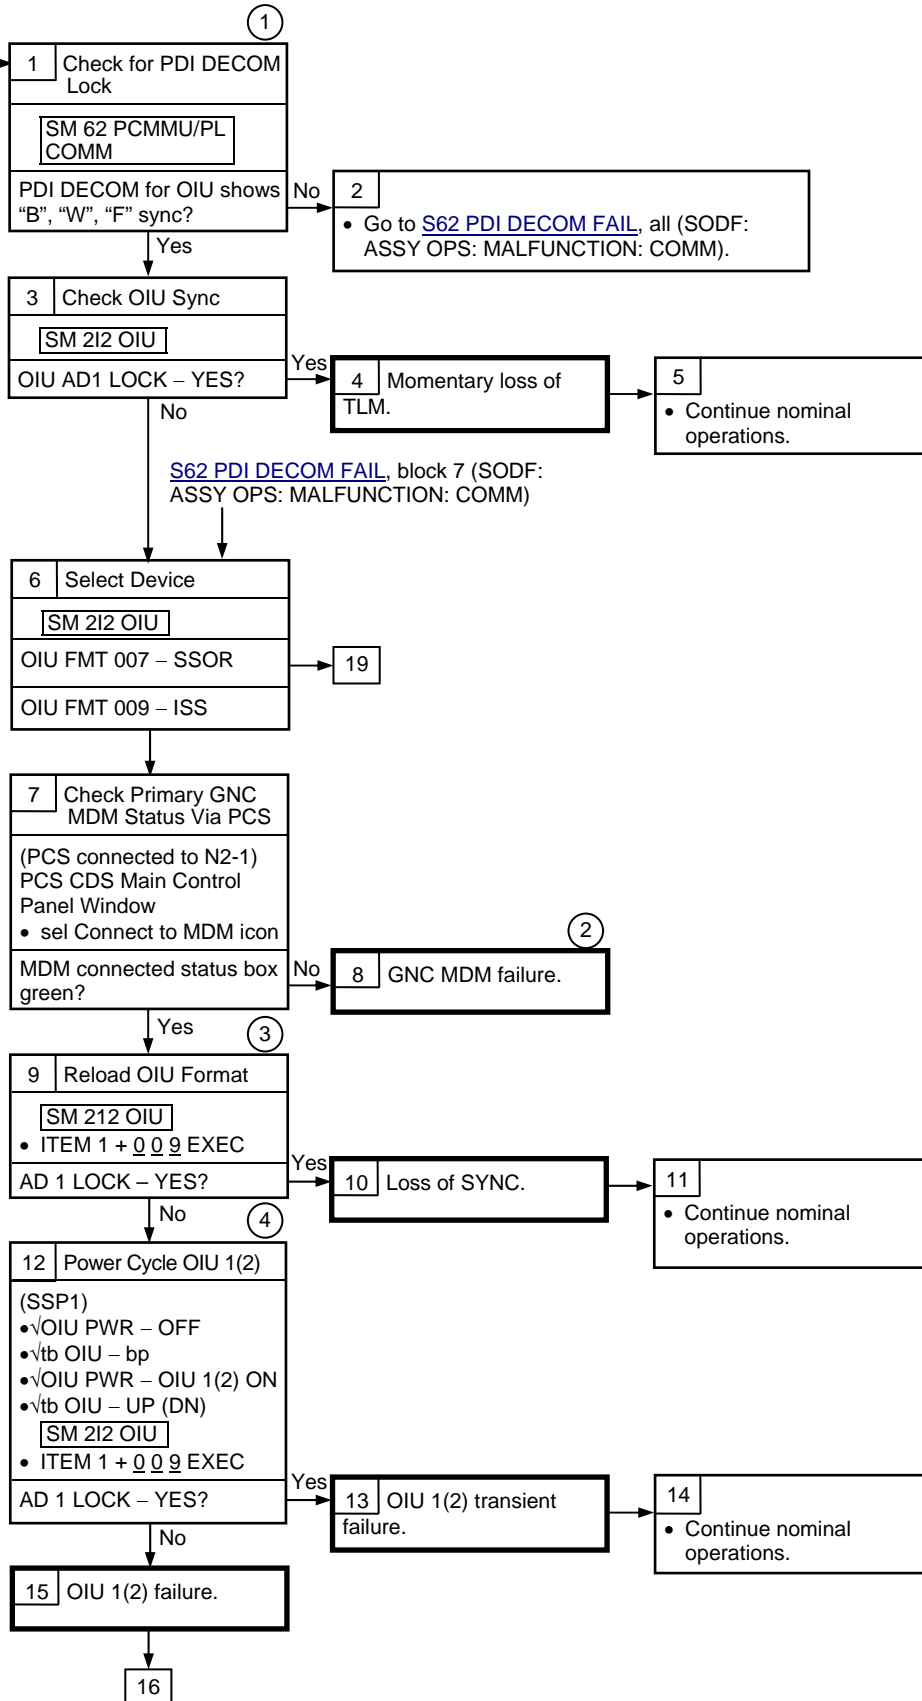 1
1 Check for PDI DECOM
Lock
SM 62 PCMMU/PL
COMM
PDI DECOM for OIU shows
“B”, “W”, “F” sync?
No
2
• Go to S62 PDI DECOM FAIL, all (SODF:
ASSY OPS: MALFUNCTION: COMM).
Yes
3 Check OIU Sync
SM 2I2 OIU
OIU AD1 LOCK – YES?
Yes
4 Momentary loss of
TLM.
5
• Continue nominal
operations.
No
S62 PDI DECOM FAIL, block 7 (SODF:
ASSY OPS: MALFUNCTION: COMM)
6 Select Device
SM 2I2 OIU
OIU FMT 007 – SSOR
19
OIU FMT 009 – ISS
7 Check Primary GNC
MDM Status Via PCS
(PCS connected to N2-1)
PCS CDS Main Control
Panel Window
• sel Connect to MDM icon
MDM connected status box
green?
No
2
8 GNC MDM failure.
Yes
3
9 Reload OIU Format
SM 212 OIU
• ITEM 1 + 0 0 9 EXEC
AD 1 LOCK – YES?
Yes
10 Loss of SYNC.
11
• Continue nominal
operations.
No
4
12 Power Cycle OIU 1(2)
(SSP1)
•√OIU PWR – OFF
•√tb OIU – bp
•√OIU PWR – OIU 1(2) ON
•√tb OIU – UP (DN)
SM 2I2 OIU
• ITEM 1 + 0 0 9 EXEC
AD 1 LOCK – YES?
Yes
13 OIU 1(2) transient
failure.
14
• Continue nominal
operations.
No
15 OIU 1(2) failure.
16